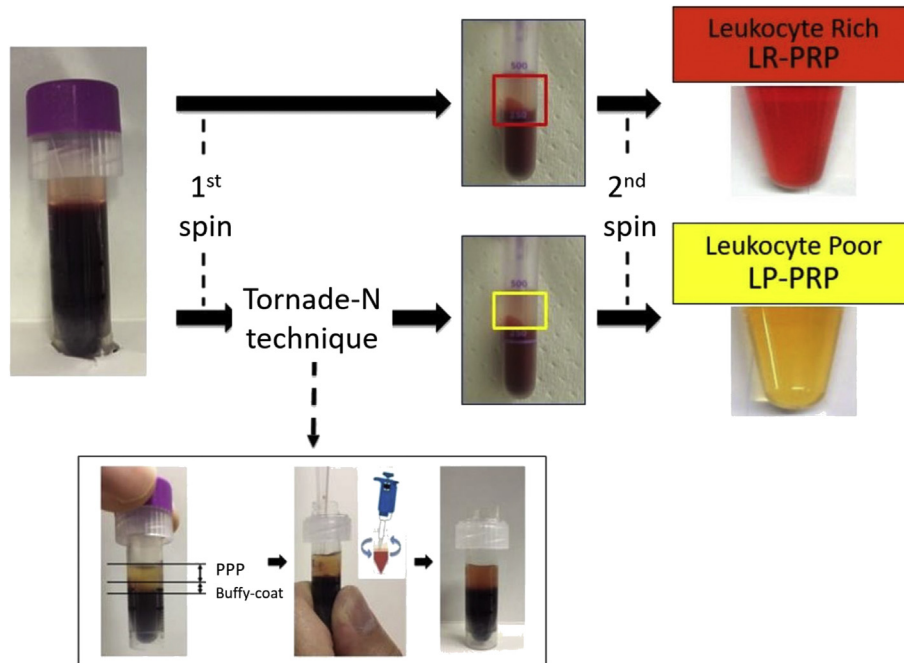 Leukocyte Rich
LR-PRP
500
150
1st
spin
2nd
spin
Leukocyte Poor
LP-PRP
Tornade-N
technique
500
PPP
Buffy-coat